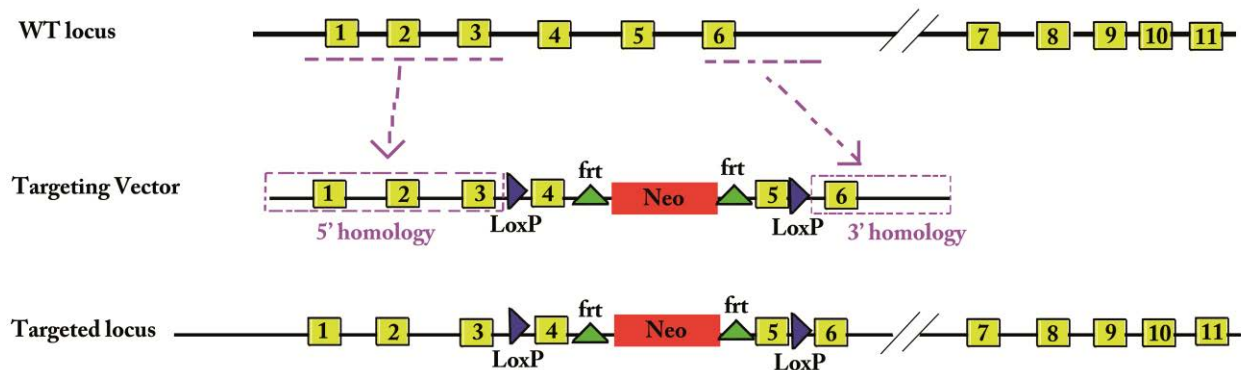 WT locus 1 2 3 4 5 6 7 8 9 10 11
frt frt
Targeting Vector 1 2 3 4 Neo 5 6
5’ homology LoxP LoxP 3’ homology
frt frt
Targeted locus 1 2 3 4 Neo 5 6 7 8 9 10 11
LoxP LoxP